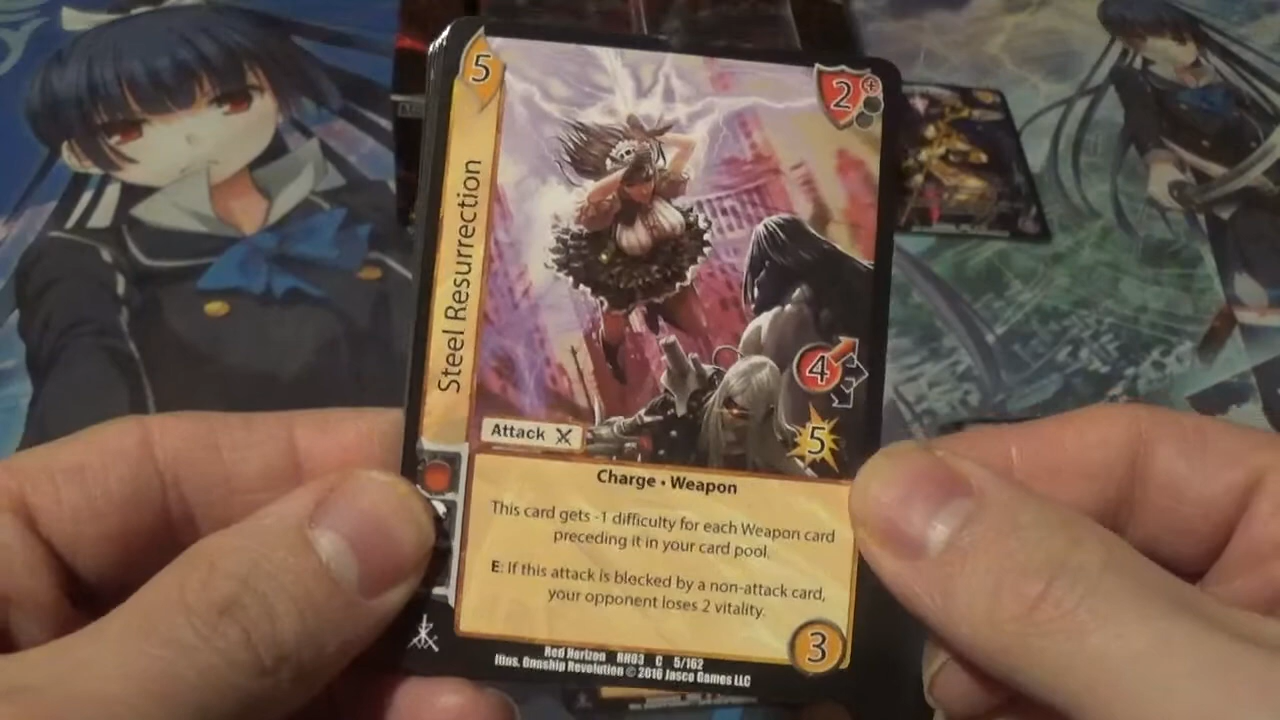 5
2
+
Steel Resurrection
4
5
Attack
Charge • Weapon
This card gets -1 difficulty for each Weapon card
preceding it in your card pool.
E: If this attack is blocked by a non-attack card,
your opponent loses 2 vitality.
3
Red Horizon RH03 C 5/162
Illus. Gunship Revolution © 2016 Jasco Games LLC